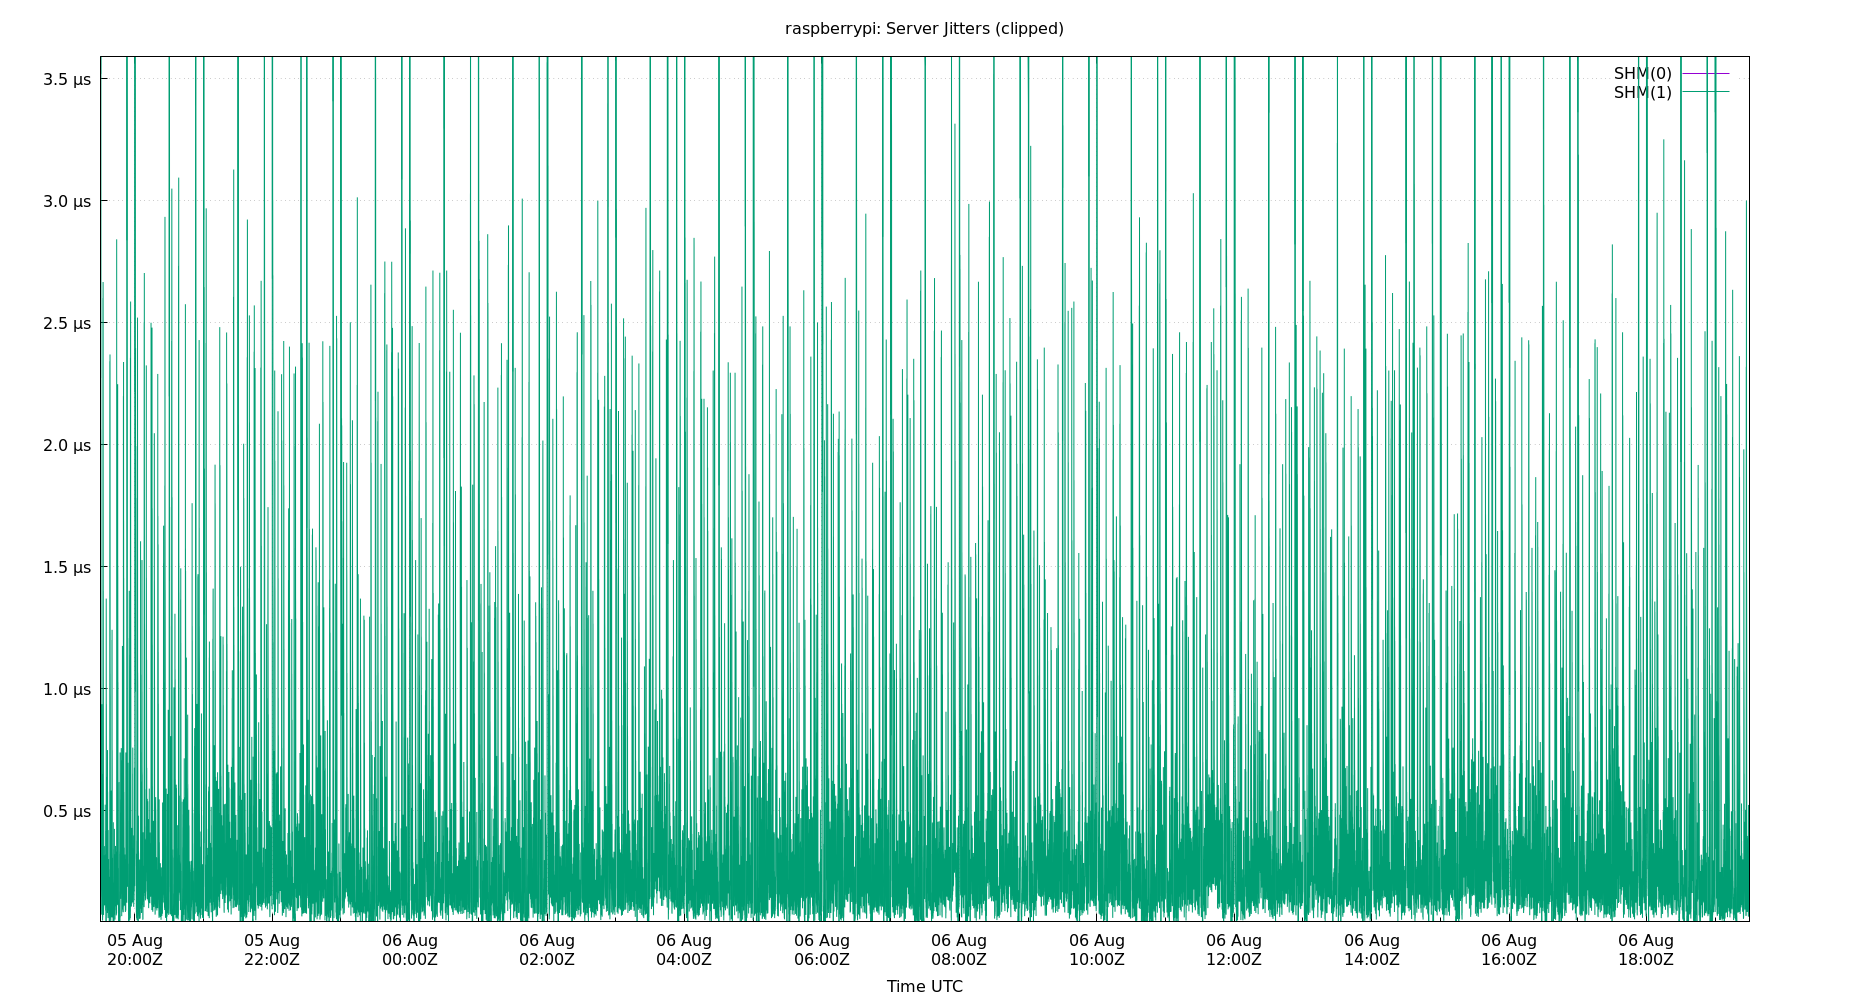 raspberrypi: Server Jitters (clipped)
SHM(0)
SHM(1)
3.5 µs
3.0 µs
2.5 µs
2.0 µs
1.5 µs
1.0 µs
0.5 µs
05 Aug 05 Aug 06 Aug 06 Aug 06 Aug 06 Aug 06 Aug 06 Aug 06 Aug 06 Aug 06 Aug 06 Aug
20:00Z 22:00Z 00:00Z 02:00Z 04:00Z 06:00Z 08:00Z 10:00Z 12:00Z 14:00Z 16:00Z 18:00Z
Time UTC